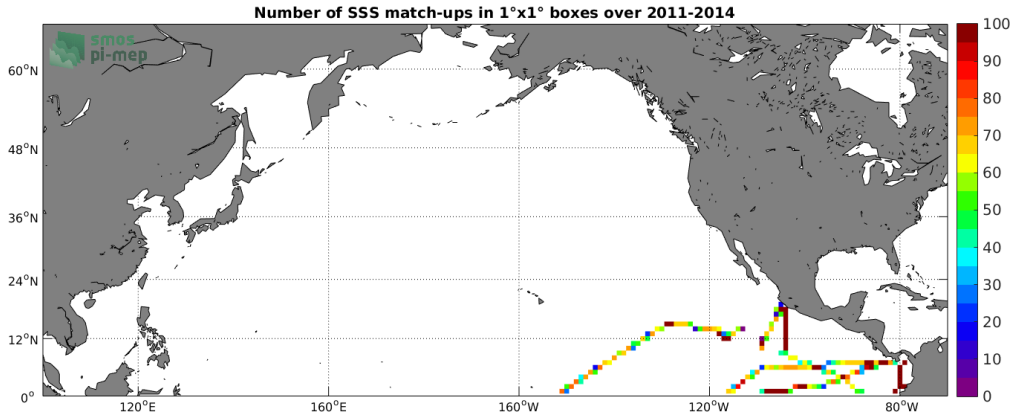 Number of SSS match-ups in 1°x1° boxes over 2011-2014
smos
pi-mep
60°N
48°N
36°N
24°N
12°N
0°
120°E
160°E
160°W
120°W
80°W
100
90
80
70
60
50
40
30
20
10
0